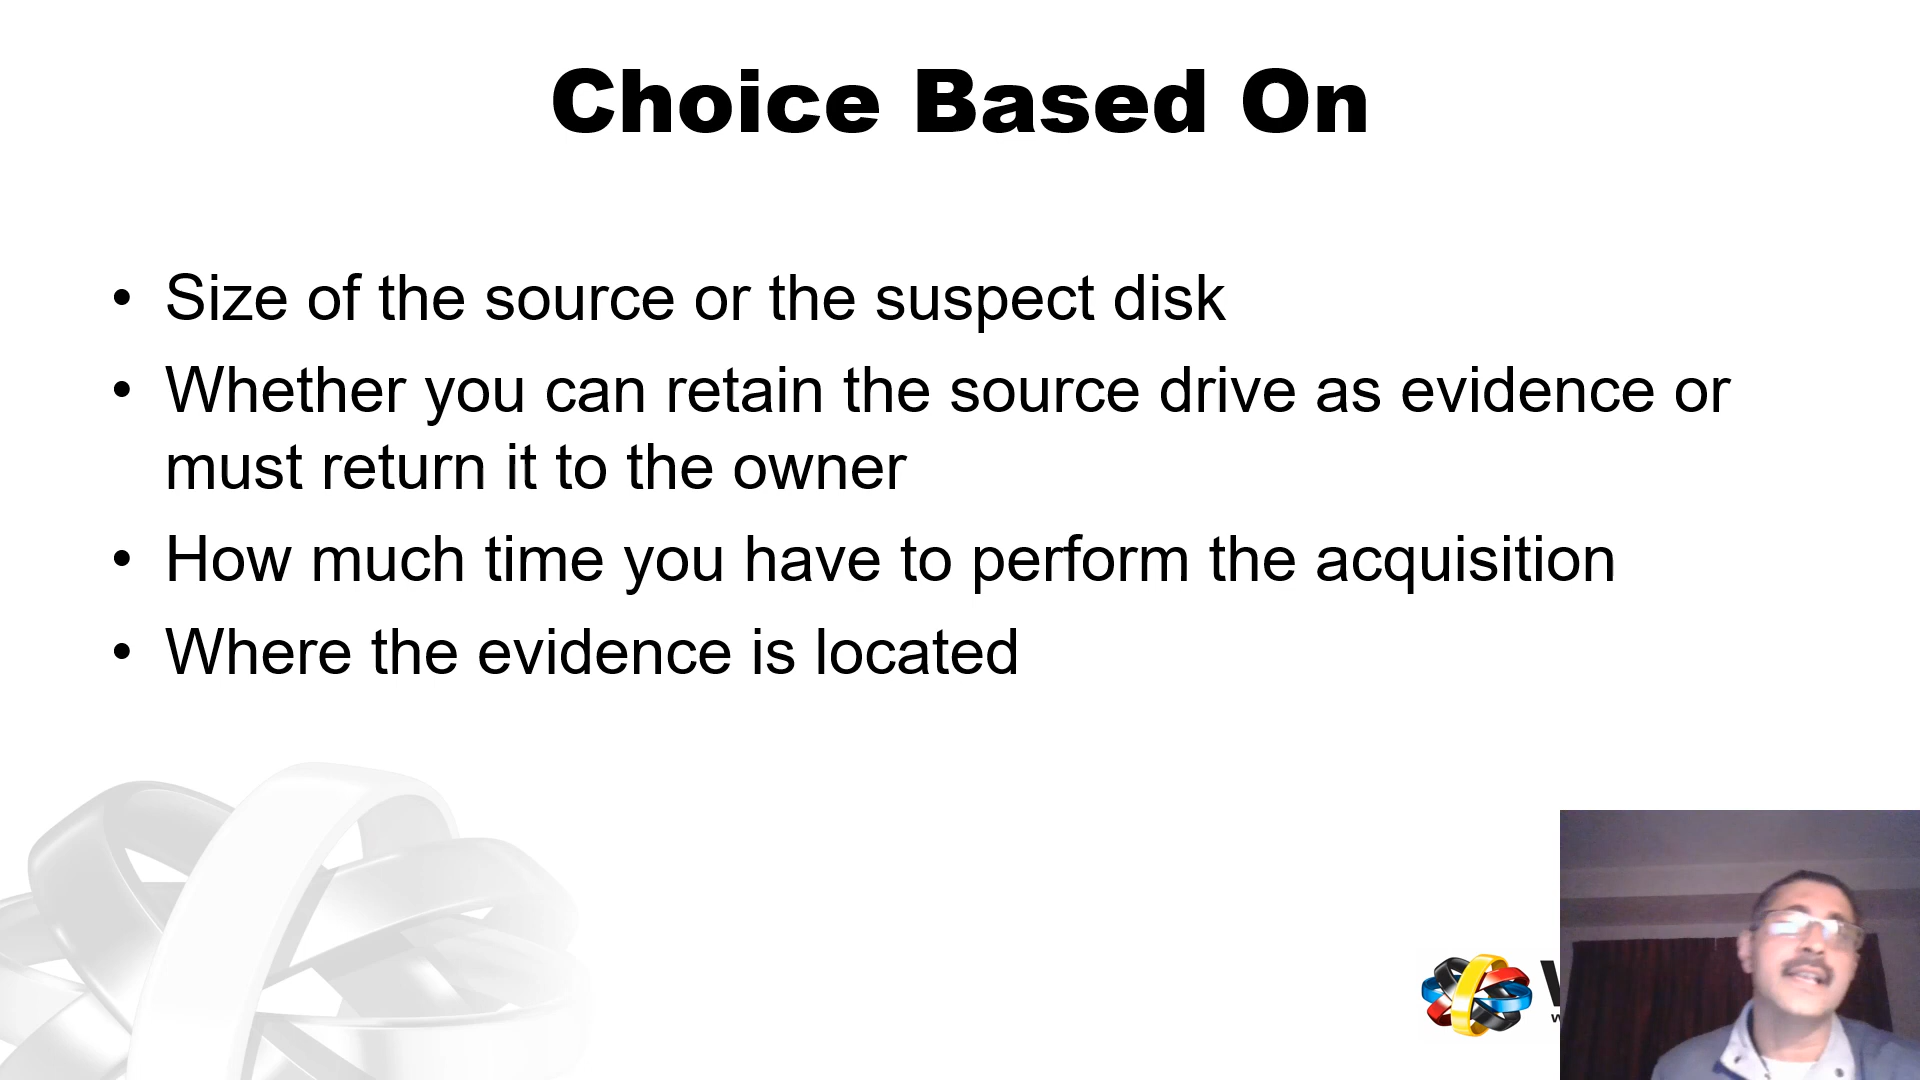 Choice Based On
• Size of the source or the suspect disk
• Whether you can retain the source drive as evidence or
must return it to the owner
• How much time you have to perform the acquisition
• Where the evidence is located